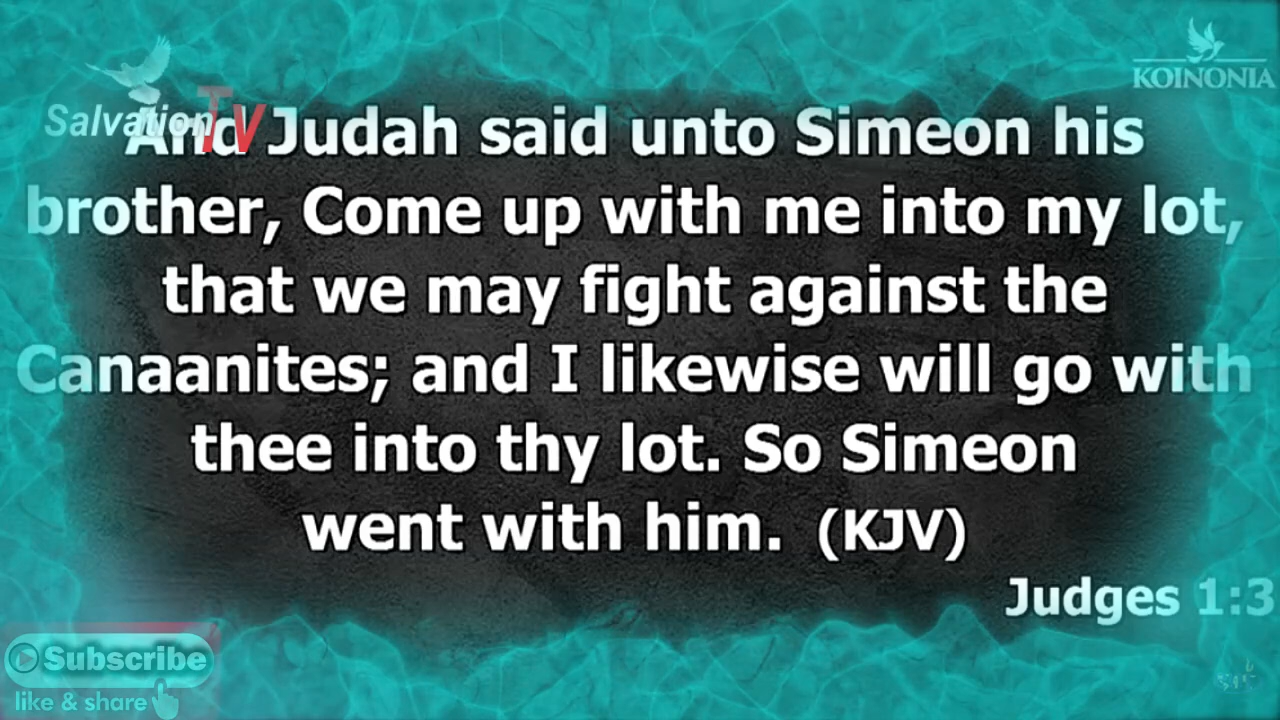 KOINONIA
SalvationTV
And Judah said unto Simeon his
brother, Come up with me into my lot,
that we may fight against the
Canaanites; and I likewise will go with
thee into thy lot. So Simeon
went with him. (KJV)
Judges 1:3
Subscribe
like & share